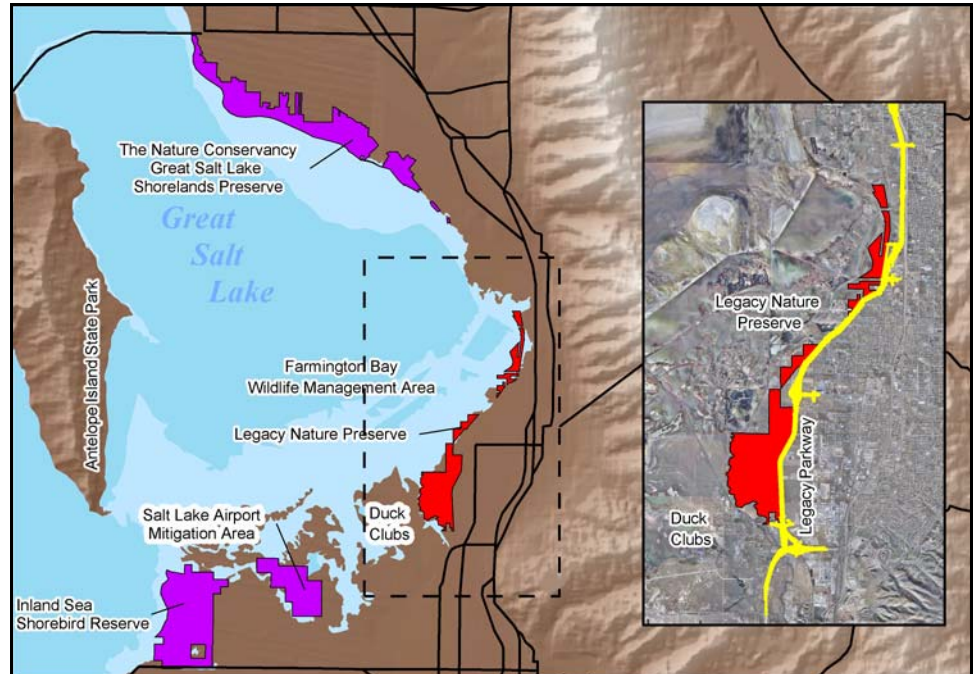 The Nature Conservancy
Great Salt Lake
Shorelands Preserve
Great
Salt
Lake
Antelope Island State Park
Farmington Bay
Wildlife Management Area
Legacy Nature Preserve
Salt Lake Airport
Mitigation Area
Duck
Clubs
Inland Sea
Shorebird Reserve
Legacy Nature
Preserve
Legacy Parkway
Duck
Clubs